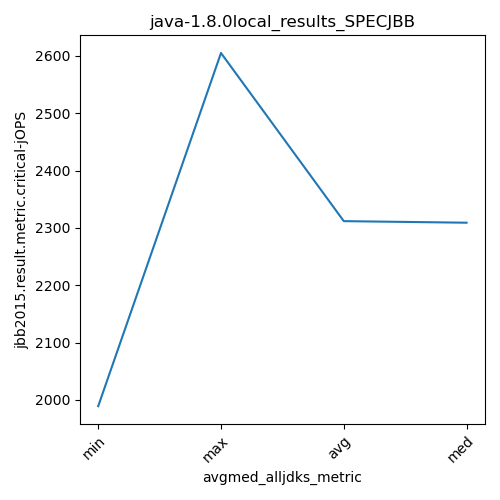 java-1.8.0local_results_SPECJBB
jbb2015.result.metric.critical-jOPS
2600
2500
2400
2300
2200
2100
2000
min
max
avg
med
avgmed_alljdks_metric